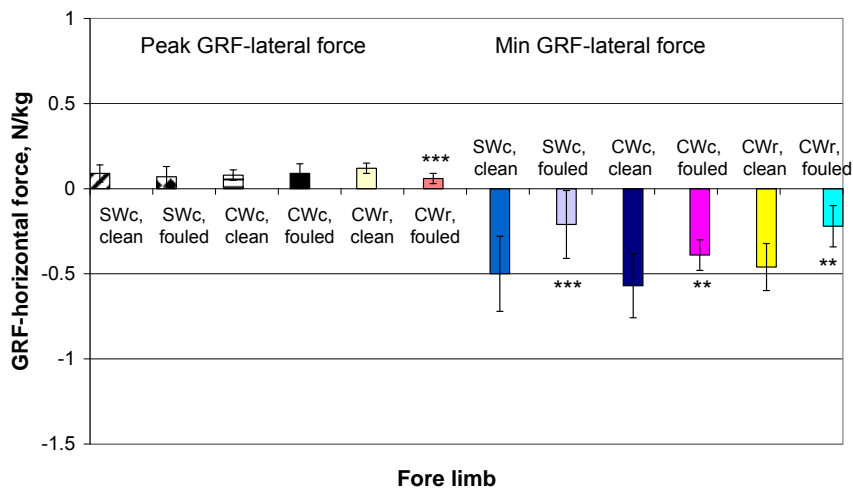 Peak GRF-lateral force Min GRF-lateral force
GRF-horizontal force, N/kg
1
0.5
0
-0.5
-1
-1.5
SWc, clean
SWc, fouled
CWc, clean
CWc, fouled
CWr, clean
CWr, fouled
***
SWc, clean
SWc, fouled
CWc, clean
CWc, fouled
CWr, clean
CWr, fouled
***
**
**
Fore limb